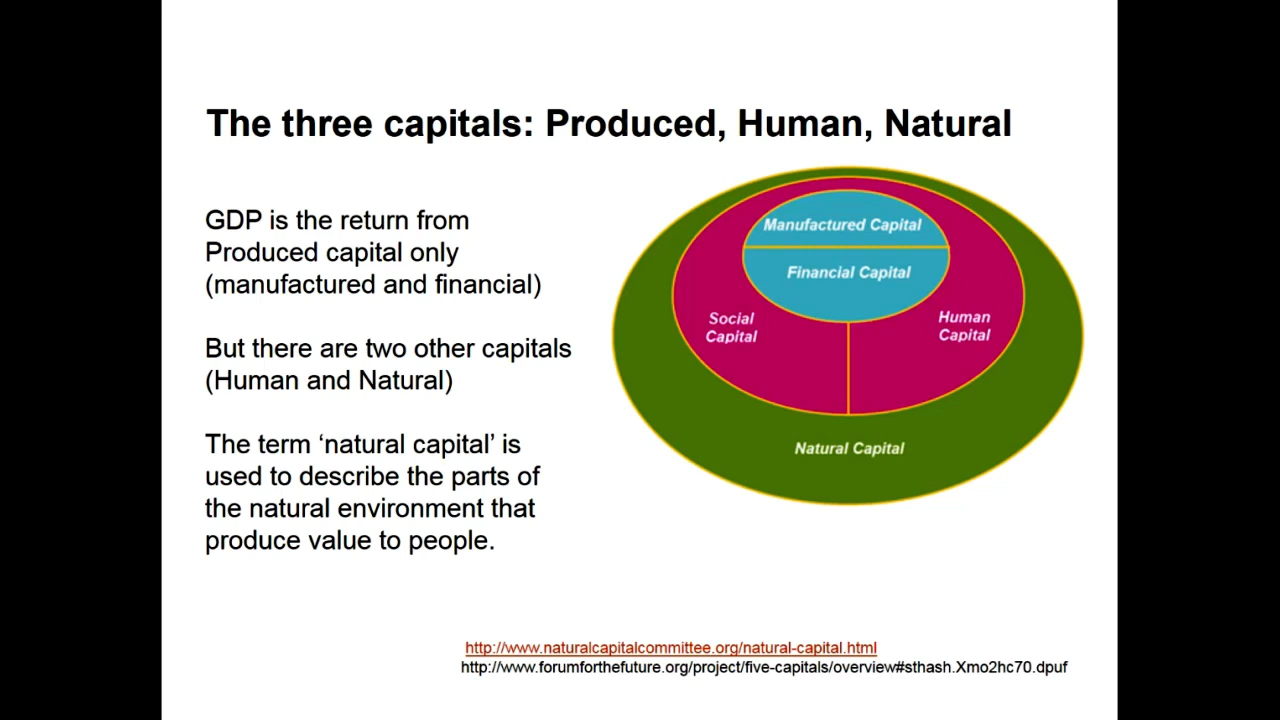 The three capitals: Produced, Human, Natural
GDP is the return from
Produced capital only
(manufactured and financial)
But there are two other capitals
(Human and Natural)
The term ‘natural capital’ is
used to describe the parts of
the natural environment that
produce value to people.
Manufactured Capital
Financial Capital
Social
Capital
Human
Capital
Natural Capital
http://www.naturalcapitalcommittee.org/natural-capital.html
http://www.forumforthefuture.org/project/five-capitals/overview#sthash.Xmo2hc70.dpuf